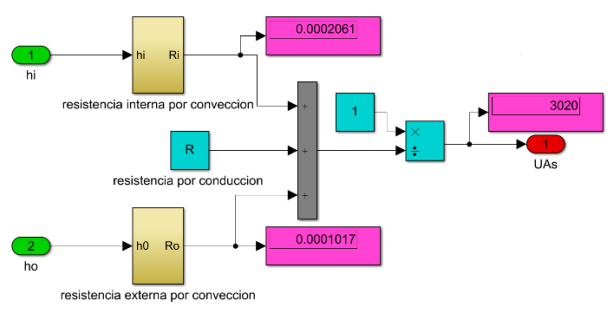 0.0002061
1
hi
hi Ri
resistencia interna por conveccion
+
1
3020
R
+
×
÷
1
UAs
resistencia por conduccion
+
2
ho
h0 Ro
0.0001017
resistencia externa por conveccion